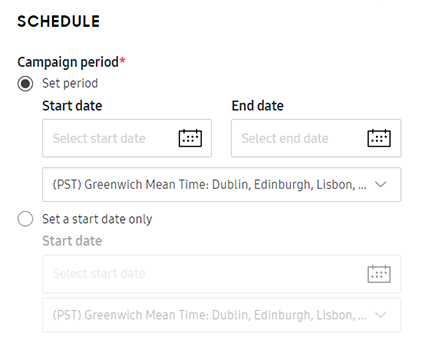 SCHEDULE
Campaign period*
Set period
Start date End date
Select start date Select end date
(PST) Greenwich Mean Time: Dublin, Edinburgh, Lisbon, ...
Set a start date only
Start date
Select start date
(PST) Greenwich Mean Time: Dublin, Edinburgh, Lisbon, ...